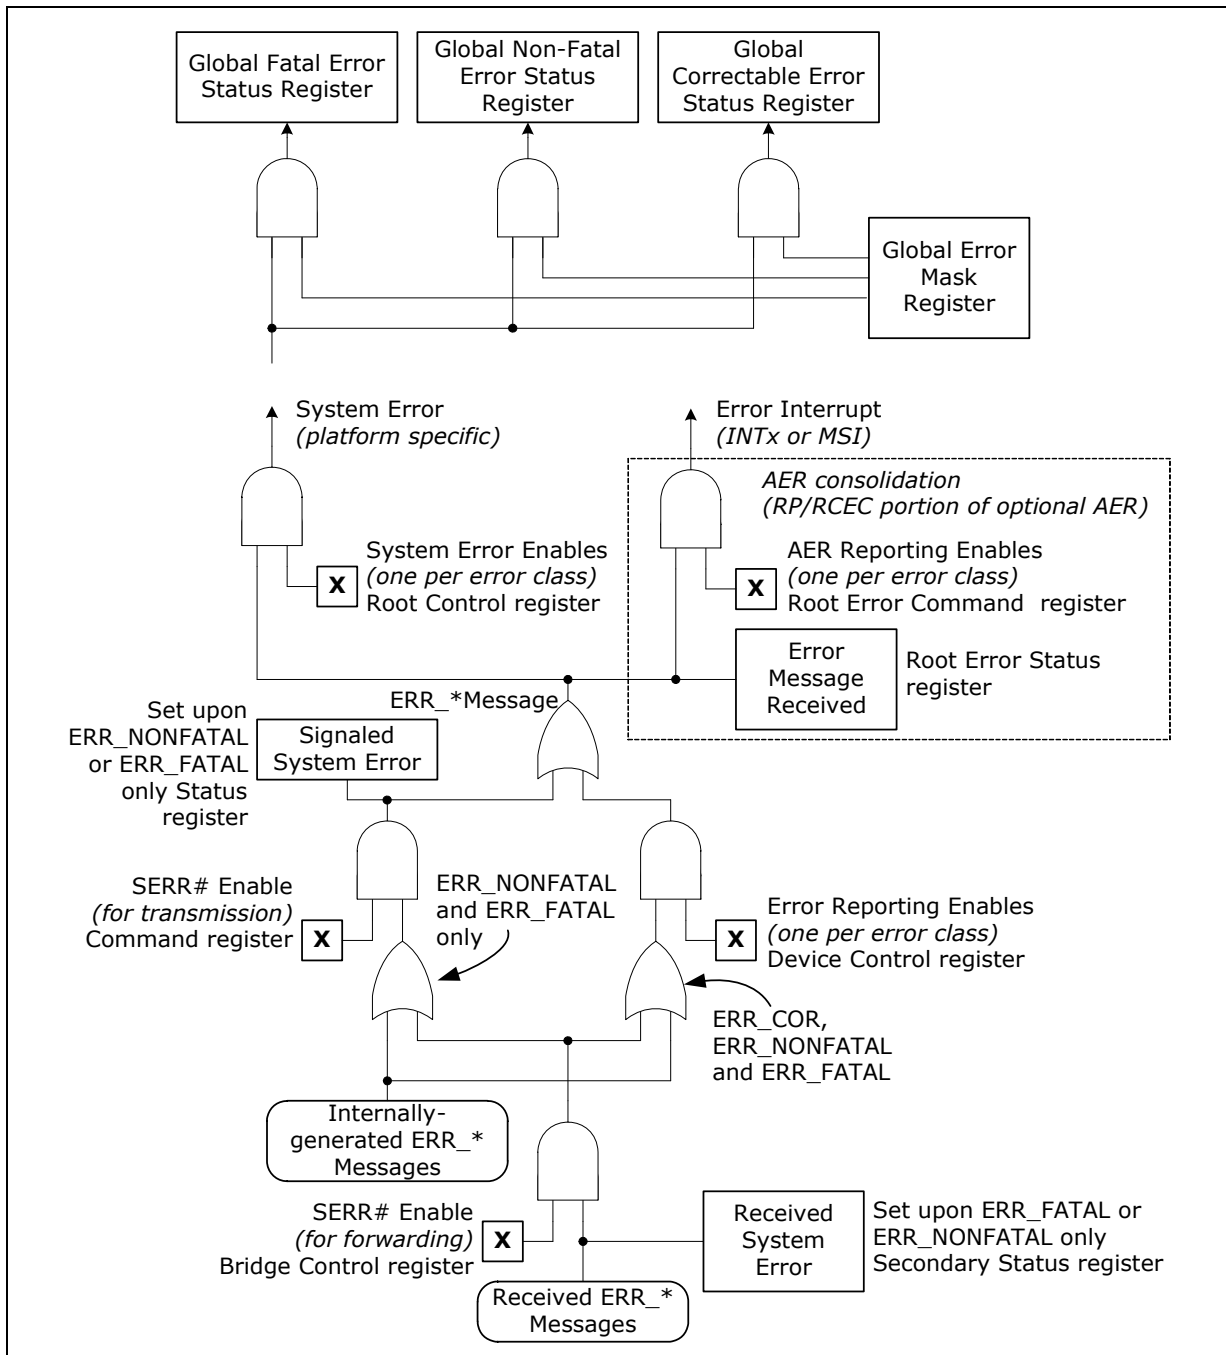 Global Fatal Error
Status Register
Global Non-Fatal
Error Status
Register
Global
Correctable Error
Status Register
Global Error
Mask
Register
System Error
(platform specific)
Error Interrupt
(INTx or MSI)
AER consolidation
(RP/RCEC portion of optional AER)
System Error Enables
(one per error class)
Root Control register
X
AER Reporting Enables
(one per error class)
Root Error Command register
X
Error
Message
Received
Root Error Status
register
ERR_*Message
Set upon
ERR_NONFATAL
or ERR_FATAL
only Status
register
Signaled
System Error
SERR# Enable
(for transmission)
Command register
X
ERR_NONFATAL
and ERR_FATAL
only
Error Reporting Enables
(one per error class)
Device Control register
X
ERR_COR,
ERR_NONFATAL
and ERR_FATAL
Internally-
generated ERR_*
Messages
SERR# Enable
(for forwarding)
Bridge Control register
X
Received
System
Error
Set upon ERR_FATAL or
ERR_NONFATAL only
Secondary Status register
Received ERR_*
Messages